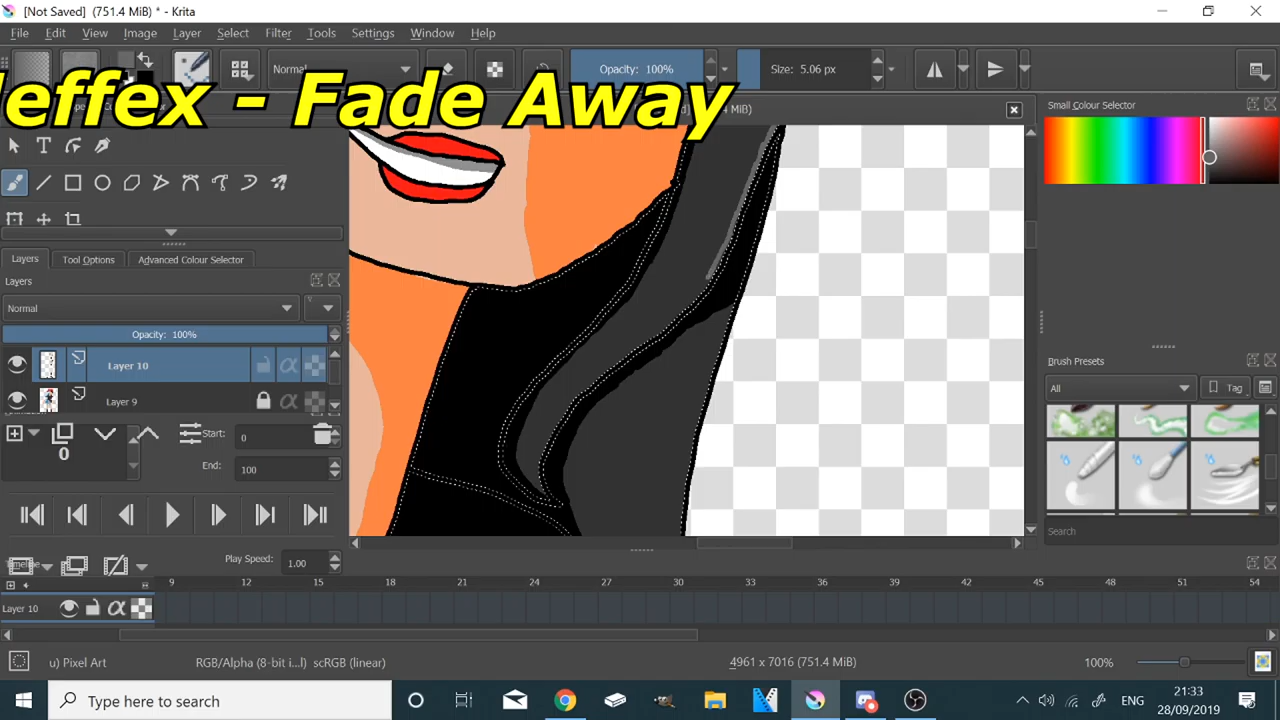 [Not Saved]  (751.4 MiB)  * - Krita
File Edit View Image Layer Select Filter Tools Settings Window Help
Normal
Opacity: 100%
Size: 5.06 px
effex - Fade Away
MiB)
Small Colour Selector
Layers
Tool Options
Advanced Colour Selector
Layers
Normal
Opacity: 100%
Layer 10
Layer 9
Start: 0
0
End: 100
Brush Presets
All
Tag
Search
Play Speed: 1.00
9 12 15 18 21 24 27 30 33 36 39 42 45 48 51 54
Layer 10
u) Pixel Art
RGB/Alpha (8-bit i...l)  scRGB (linear)
4961 x 7016 (751.4 MiB)
100%
Type here to search
ENG
21:33
28/09/2019